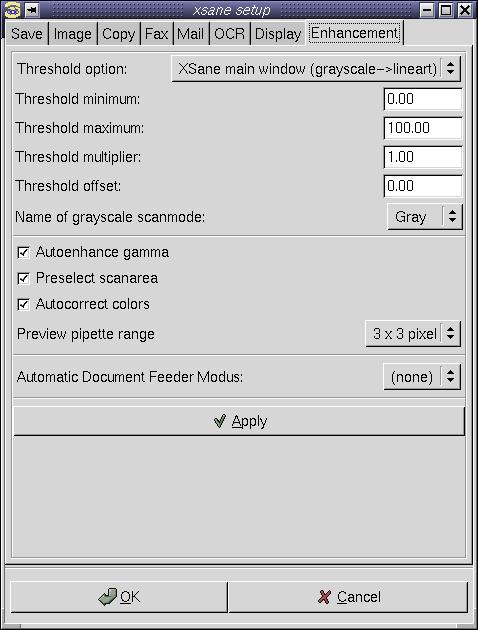 xsane setup
Save Image Copy Fax Mail OCR Display Enhancement
Threshold option: XSane main window (grayscale->lineart)
Threshold minimum: 0.00
Threshold maximum: 100.00
Threshold multiplier: 1.00
Threshold offset: 0.00
Name of grayscale scanmode: Gray
Autoenhance gamma
Preselect scanarea
Autocorrect colors
Preview pipette range 3 x 3 pixel
Automatic Document Feeder Modus: (none)
Apply
OK Cancel